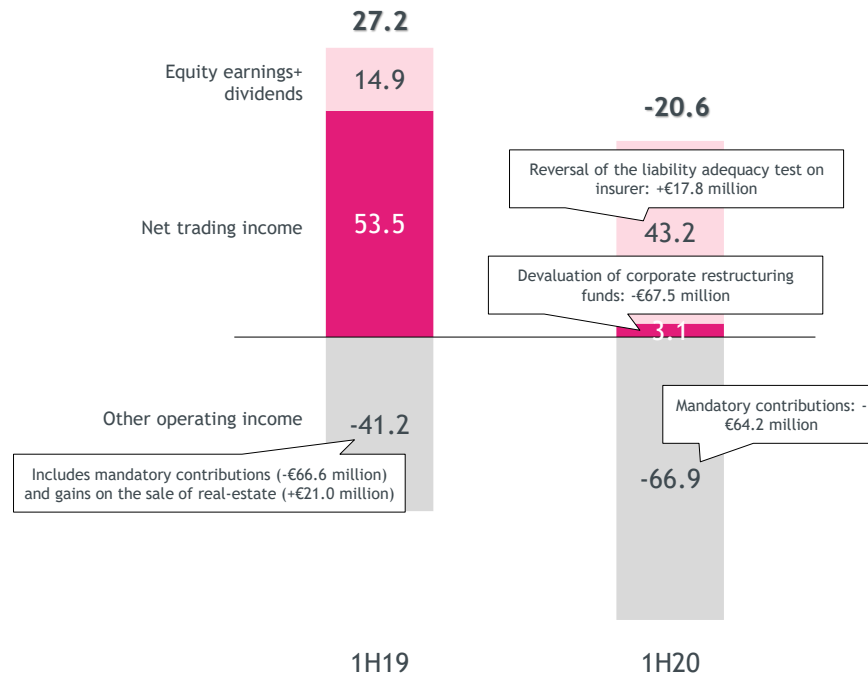 27.2
Equity earnings+
dividends
14.9
-20.6
Reversal of the liability adequacy test on
insurer: +€17.8 million
Net trading income
53.5
43.2
Devaluation of corporate restructuring
funds: -€67.5 million
3.1
Other operating income
-41.2
Mandatory contributions: -
€64.2 million
Includes mandatory contributions (-€66.6 million)
and gains on the sale of real-estate (+€21.0 million)
-66.9
1H19
1H20